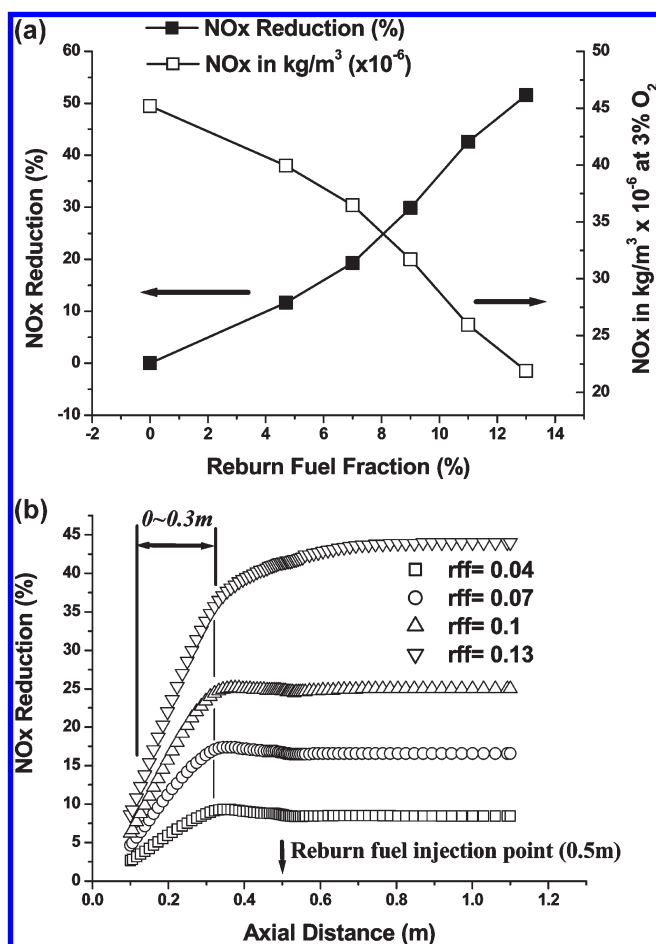 (a)
NOx Reduction (%)
NOx in kg/m³ (x10⁻⁶)
60
50
40
30
20
10
0
-10
50
45
40
35
30
25
20
NOx Reduction (%)
NOx in kg/m³ x 10⁻⁶ at 3% O₂
-2 0 2 4 6 8 10 12 14
Reburn Fuel Fraction (%)
(b)
0~0.3m
45
40
35
30
25
20
15
10
5
0
NOx Reduction (%)
rff= 0.04
rff= 0.07
rff= 0.1
rff= 0.13
Reburn fuel injection point (0.5m)
0.0 0.2 0.4 0.6 0.8 1.0 1.2
Axial Distance (m)